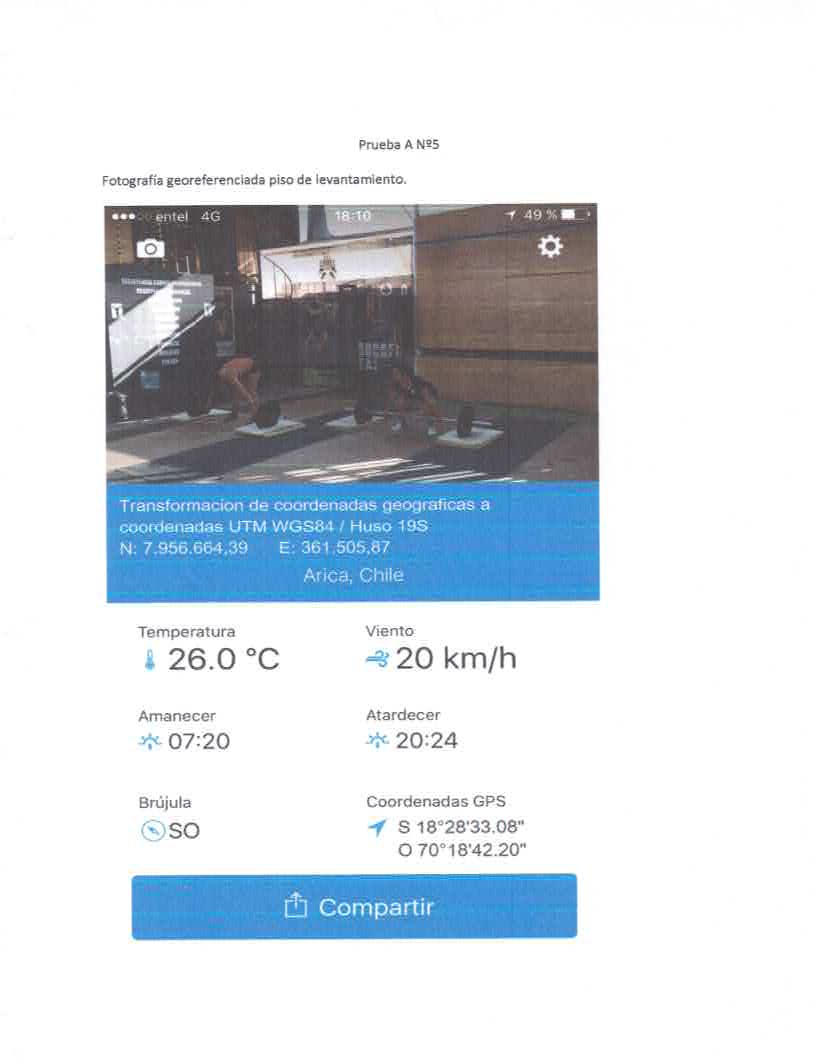 Prueba A Nº5
Fotografía georeferenciada piso de levantamiento.
entel 4G 18:10 49 %
Transformacion de coordenadas geograficas a
coordenadas UTM WGS84 / Huso 19S
N: 7.956.664,39 E: 361.505,87
Arica, Chile
Temperatura Viento
26.0 °C 20 km/h
Amanecer Atardecer
07:20 20:24
Brújula Coordenadas GPS
SO S 18°28'33.08"
O 70°18'42.20"
Compartir